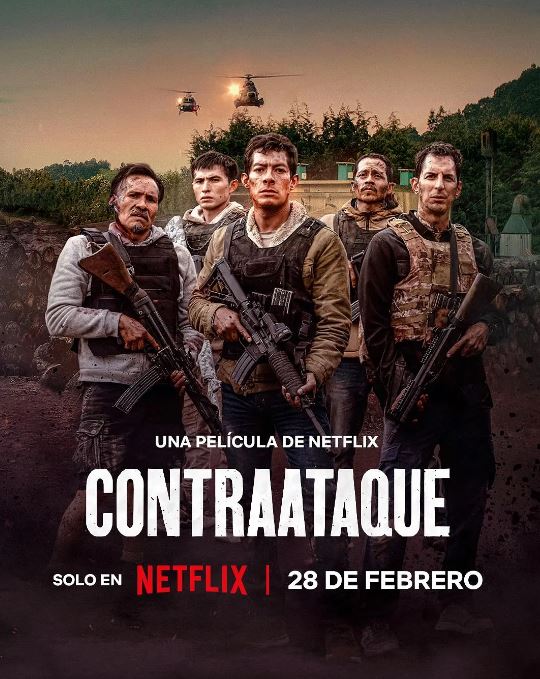 UNA PELÍCULA DE NETFLIX
CONTRAATAQUE
SOLO EN NETFLIX | 28 DE FEBRERO